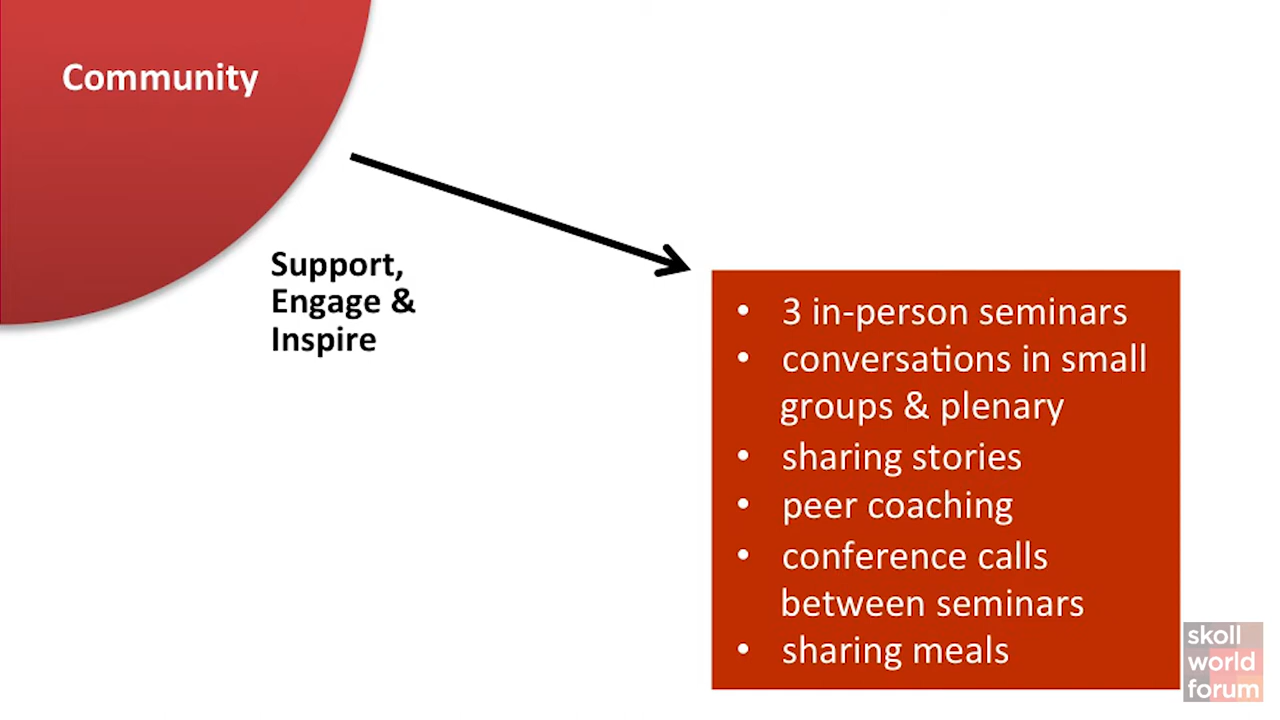 Community
Support,
Engage &
Inspire
• 3 in-person seminars
• conversations in small
groups & plenary
• sharing stories
• peer coaching
• conference calls
between seminars
• sharing meals
skoll
world
forum